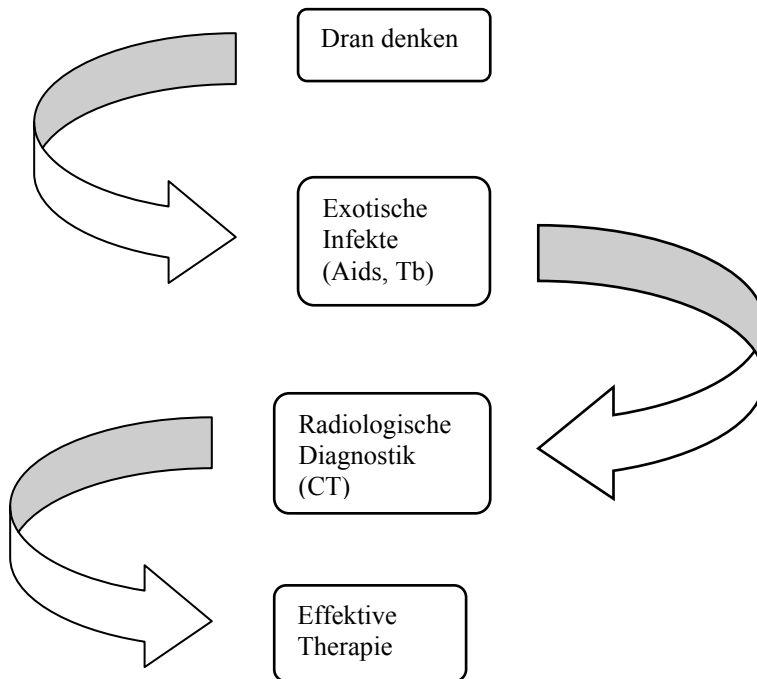 Dran denken
Exotische
Infekte
(Aids, Tb)
Radiologische
Diagnostik
(CT)
Effektive
Therapie